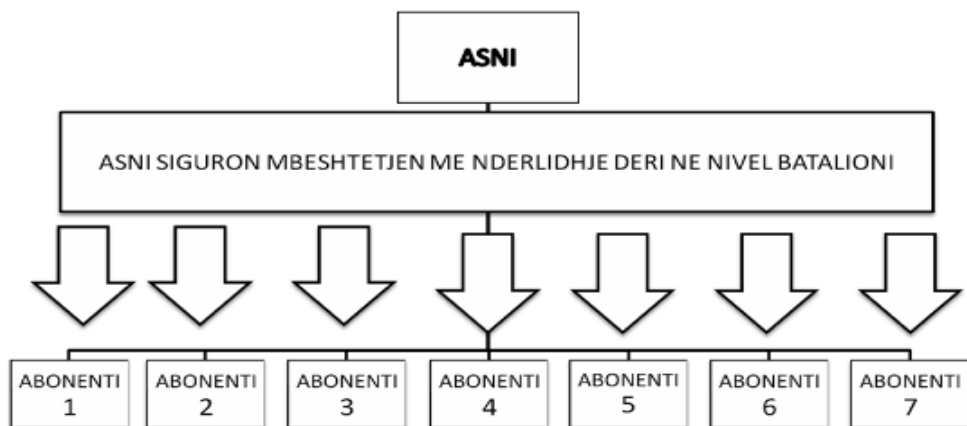 ASNI
ASNI SIGURON MBESHTETJEN ME NDERLIDHJE DERI NE NIVEL BATALIONI
ABONENTI
1
ABONENTI
2
ABONENTI
3
ABONENTI
4
ABONENTI
5
ABONENTI
6
ABONENTI
7